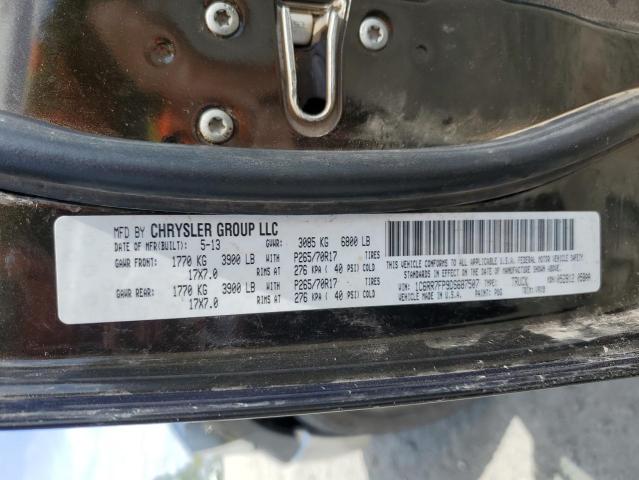 MFD BY CHRYSLER GROUP LLC
DATE OF MFR(BUILT): 5-13 GVWR: 3085 KG 6800 LB
GAWR FRONT: 1770 KG 3900 LB WITH P265/70R17 TIRES
17X7.0 RIMS AT 276 KPA ( 40 PSI) COLD
GAWR REAR: 1770 KG 3900 LB WITH P265/70R17 TIRES
17X7.0 RIMS AT 276 KPA ( 40 PSI) COLD
THIS VEHICLE CONFORMS TO ALL APPLICABLE U.S.A. FEDERAL MOTOR VEHICLE SAFETY
STANDARDS IN EFFECT ON THE DATE OF MANUFACTURE SHOWN ABOVE.
VIN: 1C6RR7FP9DS687507 TYPE: TRUCK
VEHICLE MADE IN U.S.A. PAINT: TRIM: